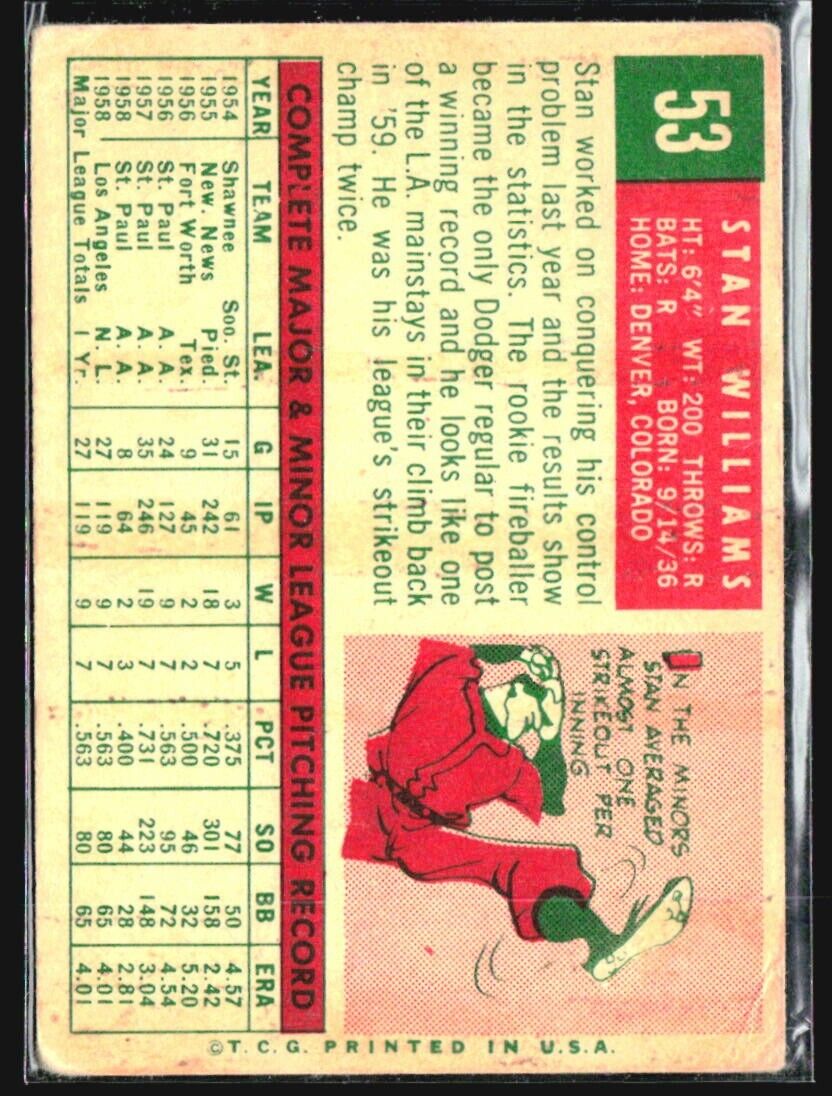 53
STAN WILLIAMS
HT: 6'4" WT: 200 THROWS: R
BATS: R BORN: 9/14/36
HOME: DENVER, COLORADO
Stan worked on conquering his control
problem last year and the results show
in the statistics. The rookie fireballer
became the only Dodger regular to post
a winning record and he looks like one
of the L.A. mainstays in their climb back
in '59. He was his league's strikeout
champ twice.
IN THE MINORS
STAN AVERAGED
ALMOST ONE
STRIKEOUT PER
INNING
COMPLETE MAJOR & MINOR LEAGUE PITCHING RECORD
YEAR TEAM LEA. G IP W L PCT SO BB ERA
1954 Shawnee Soo. St. 15 61 3 5 .375 77 50 4.57
1955 New. News Pied. 31 242 18 7 .720 301 158 2.42
1956 Fort Worth Tex. 9 45 2 2 .500 46 32 5.20
1956 St. Paul A. A. 24 127 9 7 .563 95 72 4.54
1957 St. Paul A. A. 35 246 19 7 .731 223 148 3.04
1958 St. Paul A. A. 8 64 2 3 .400 44 28 2.81
1958 Los Angeles N. L. 27 119 9 7 .563 80 65 4.01
Major League Totals 1 Yr. 27 119 9 7 .563 80 65 4.01
© T.C.G. PRINTED IN U.S.A.